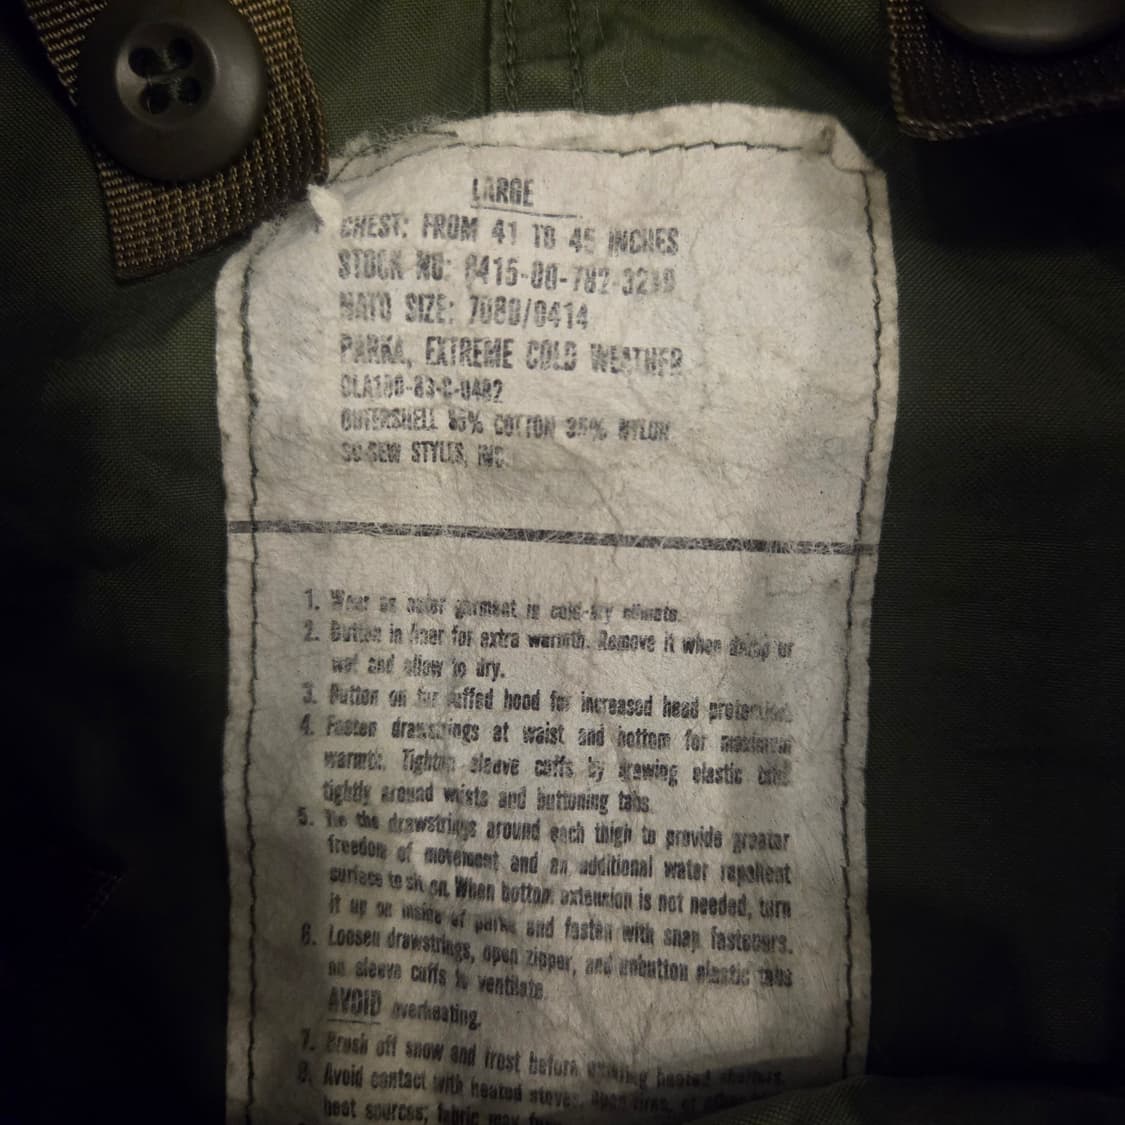 LARGE
CHEST: FROM 41 TO 45 INCHES
STOCK NO: 8415-00-782-3219
NATO SIZE: 7080/0414
PARKA, EXTREME COLD WEATHER
DLA100-83-C-0482
OUTERSHELL 65% COTTON 35% NYLON
SO-SEW STYLES, INC.
1. Wear as outer garment in cold-dry climate.
2. Button in liner for extra warmth. Remove it when damp or
wet and allow to dry.
3. Button on fur ruffed hood for increased head protection.
4. Fasten drawstrings at waist and bottom for maximum
warmth. Tighten sleeve cuffs by drawing elastic tabs
tightly around wrists and buttoning tabs.
5. Tie the drawstrings around each thigh to provide greater
freedom of movement and an additional water repellent
surface to sit on. When bottom extension is not needed, turn
it up on inside of parka and fasten with snap fasteners.
6. Loosen drawstrings, open zipper, and unbutton elastic tabs
on sleeve cuffs to ventilate.
AVOID overheating.
7. Brush off snow and frost before entering heated shelters.
8. Avoid contact with heated stoves, open fires, or other
heat sources; fabric may